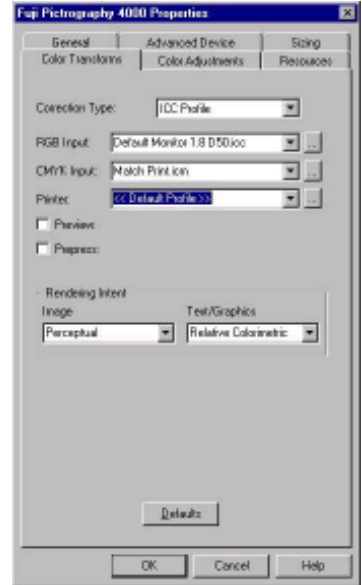 Fuji Pictrography 4000 Properties
General Advanced Device Sizing
Color Transforms Color Adjustments Resources
Correction Type: ICC Profile
RGB Input: Default Monitor 1.8 D50.icc ...
CMYK Input: Match Print.icm ...
Printer: << Default Profile >> ...
Preview
Prepress
Rendering Intent
Image Text/Graphics
Perceptual Relative Colorimetric
Defaults
OK Cancel Help